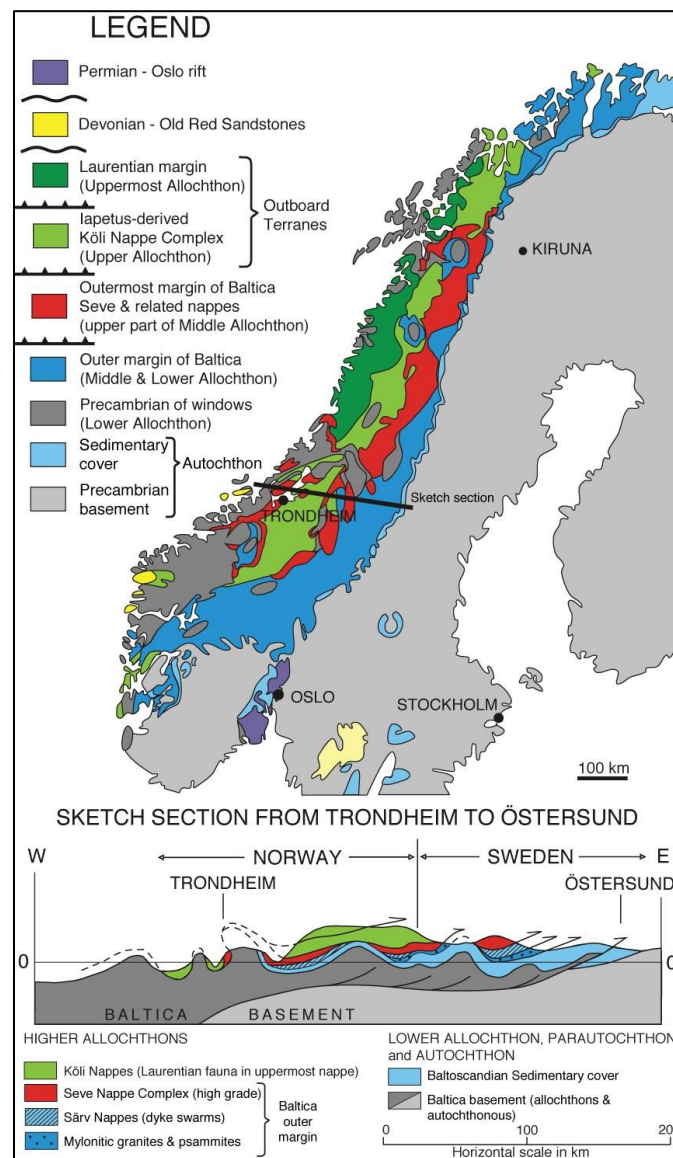 LEGEND
Permian - Oslo rift
Devonian - Old Red Sandstones
Laurentian margin
(Uppermost Allochthon)
Iapetus-derived
Köli Nappe Complex
(Upper Allochthon)
Outboard
Terranes
Outermost margin of Baltica
Seve & related nappes
(upper part of Middle Allochthon)
Outer margin of Baltica
(Middle & Lower Allochthon)
Precambrian of windows
(Lower Allochthon)
Sedimentary
cover
Autochthon
Precambrian
basement
KIRUNA
Sketch section
TRONDHEIM
OSLO
STOCKHOLM
100 km
SKETCH SECTION FROM TRONDHEIM TO ÖSTERSUND
W
NORWAY
SWEDEN
E
TRONDHEIM
ÖSTERSUND
0
0
BALTICA BASEMENT
HIGHER ALLOCHTHONS
Köli Nappes (Laurentian fauna in uppermost nappe)
Seve Nappe Complex (high grade)
Särv Nappes (dyke swarms)
Mylonitic granites & psammites
Baltica
outer
margin
LOWER ALLOCHTHON, PARAUTOCHTHON
and AUTOCHTHON
Baltoscandian Sedimentary cover
Baltica basement (allochthons &
autochthonous)
0 100 20
Horizontal scale in km